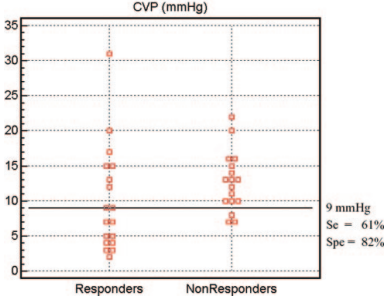 CVP (mmHg)
35
30
25
20
15
10
5
0
9 mmHg
Se = 61%
Spe = 82%
Responders NonResponders